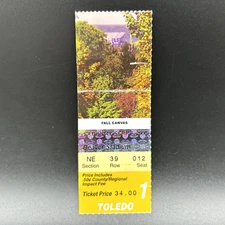 FALL CANVAS
NE 39 012
Section Row Seat
Price Includes
.50¢ County/Regional
Impact Fee
Ticket Price 34.00
1
TOLEDO